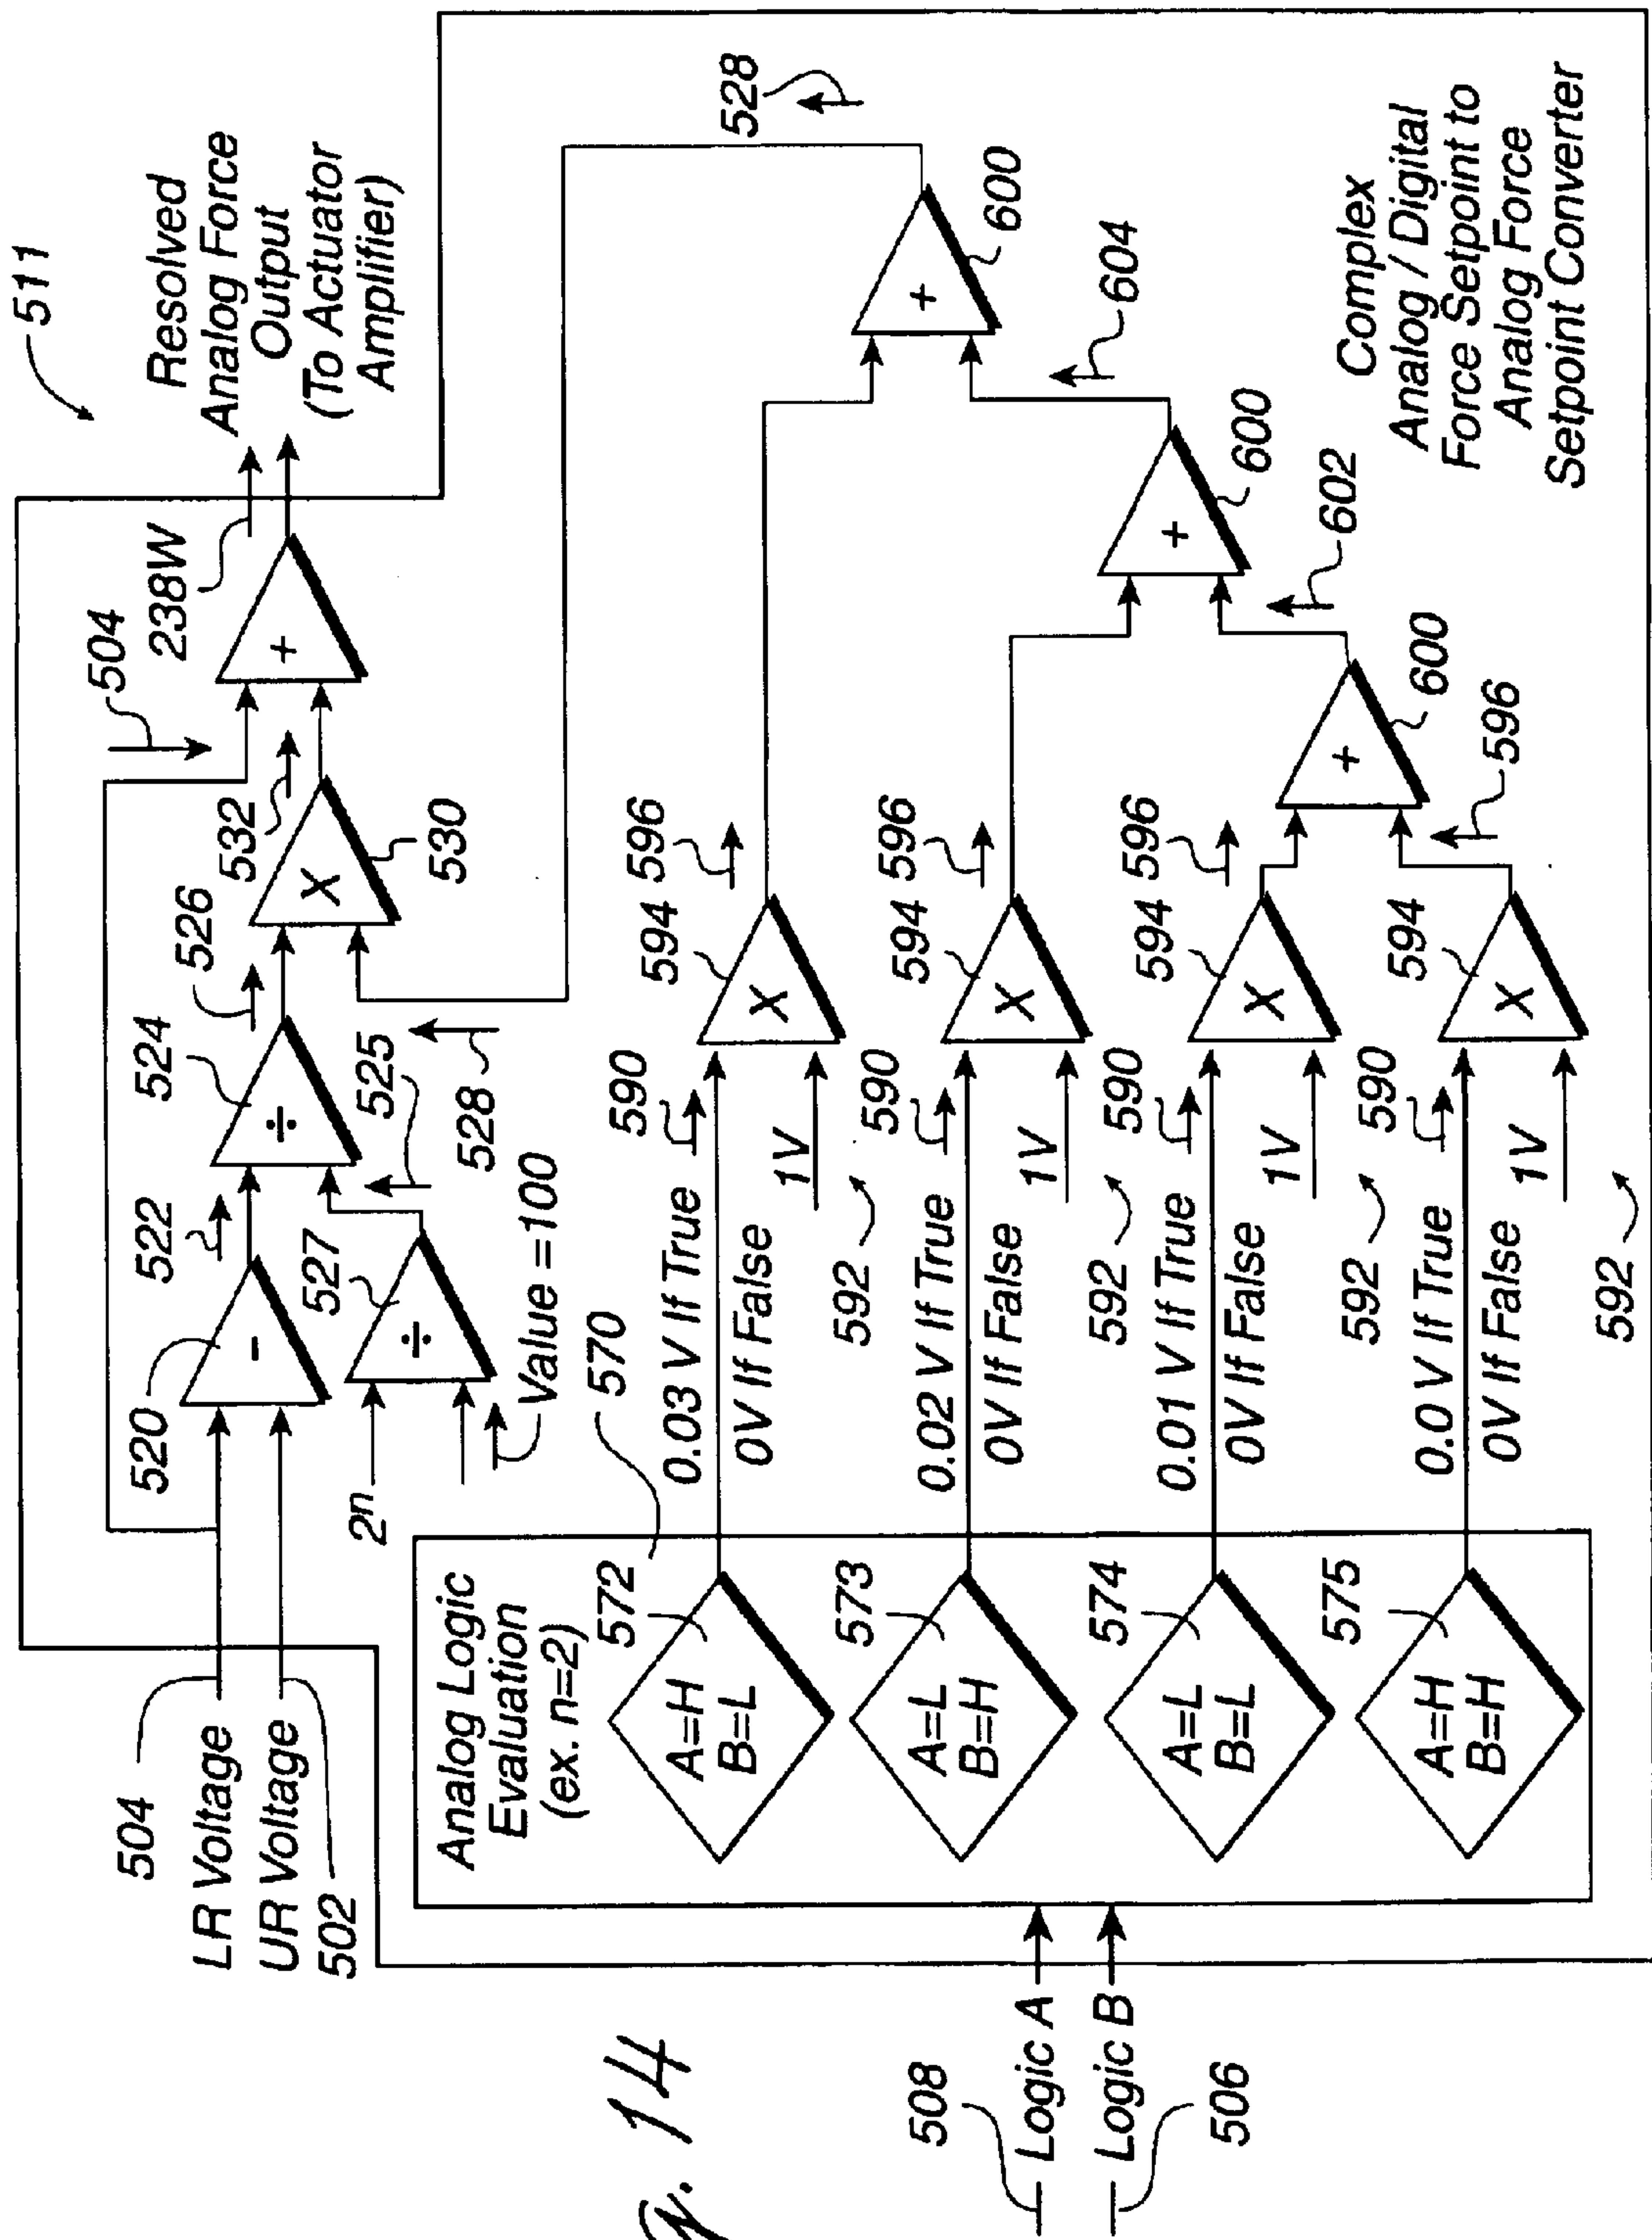 511
Resolved
Analog Force
Output
(To Actuator
Amplifier)
504
238W
504
LR Voltage
UR Voltage
502
520
-
522
2n
527
÷
Value = 100
524
÷
525
526
528
X
530
532
+
528
Analog Logic
Evaluation
(ex. n=2)
570
572
A=H
B=L
0.03 V If True
0V If False
590
1V
592
594
X
596
573
A=L
B=H
0.02 V If True
0V If False
590
1V
592
594
X
596
574
A=L
B=L
0.01 V If True
0V If False
590
1V
592
594
X
596
575
A=H
B=H
0.0 V If True
0V If False
590
1V
592
594
X
596
+
600
602
+
600
604
+
600
508
Logic A
Logic B
506
Complex
Analog / Digital
Force Setpoint to
Analog Force
Setpoint Converter
14